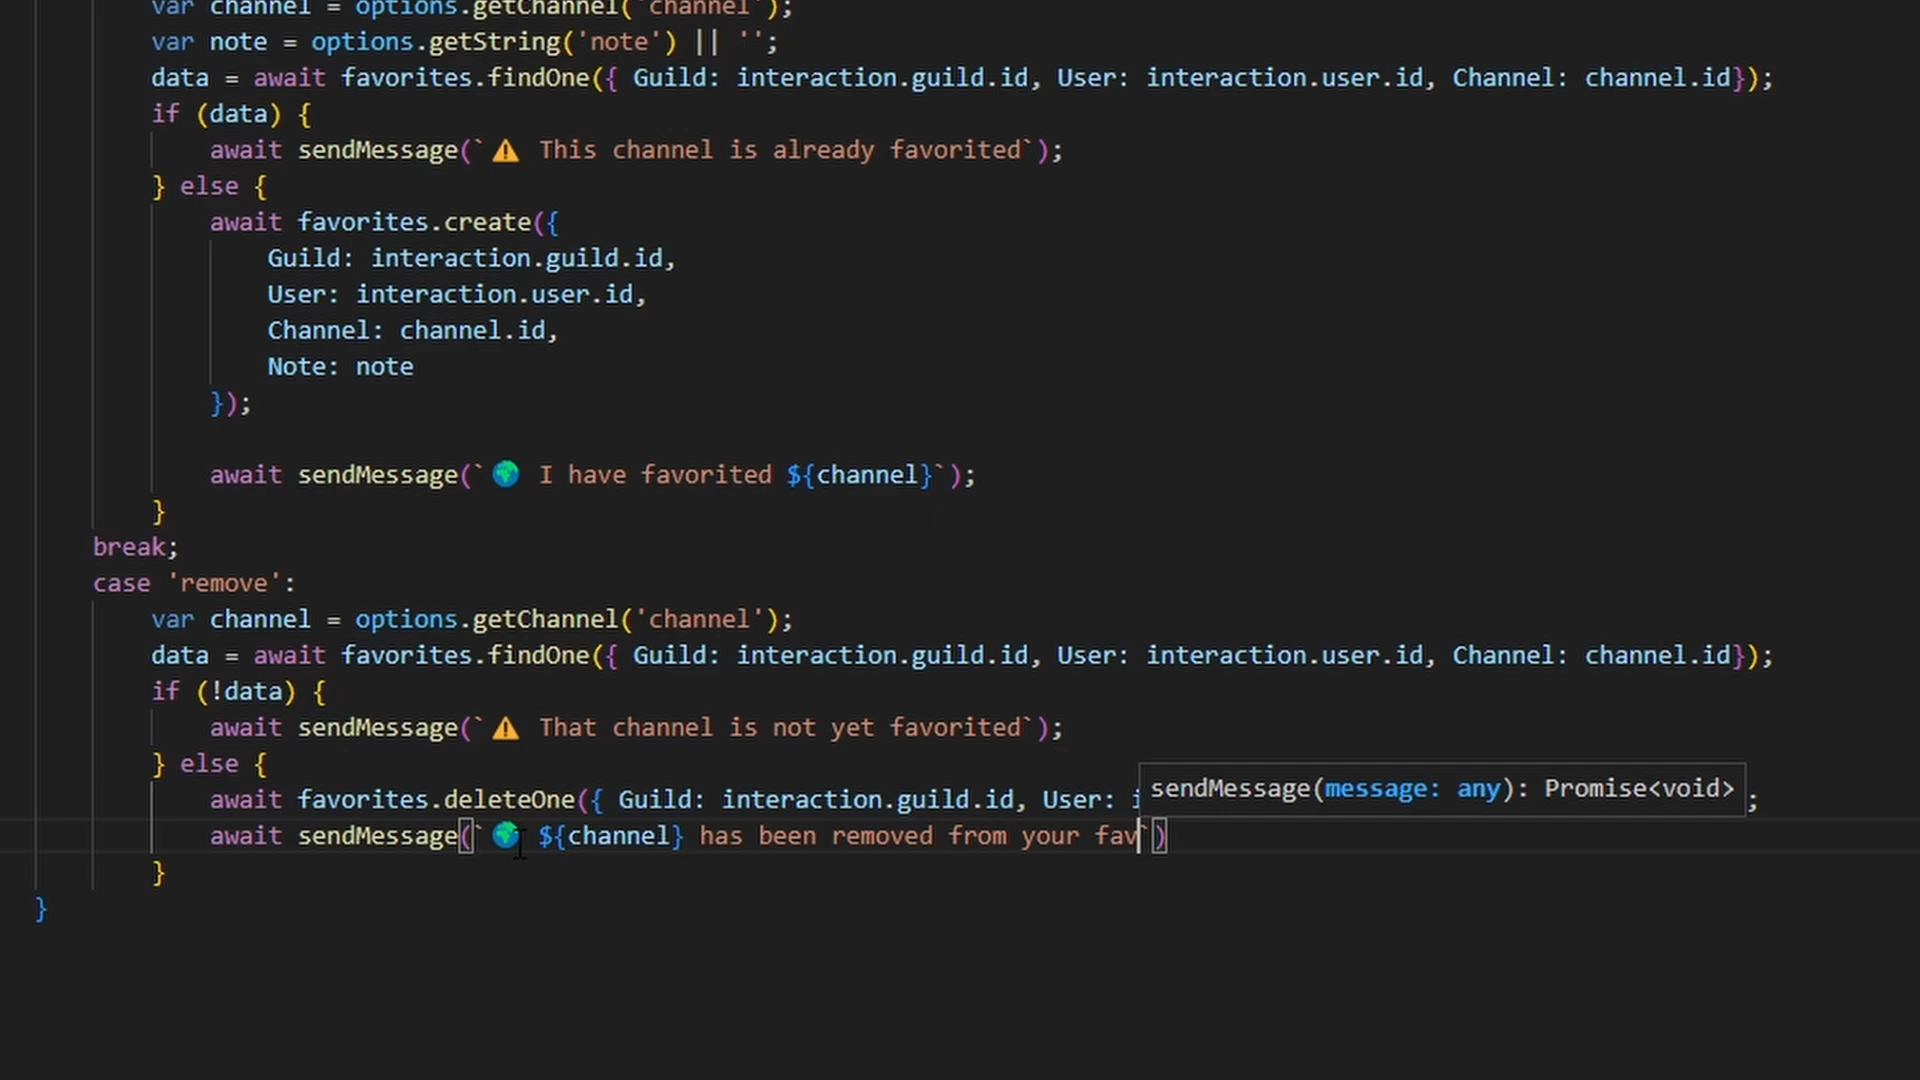 var channel = options.getChannel('channel');
var note = options.getString('note') || '';
data = await favorites.findOne({ Guild: interaction.guild.id, User: interaction.user.id, Channel: channel.id});
if (data) {
await sendMessage(`⚠️ This channel is already favorited`);
} else {
await favorites.create({
Guild: interaction.guild.id,
User: interaction.user.id,
Channel: channel.id,
Note: note
});
await sendMessage(`🌍 I have favorited ${channel}`);
}
break;
case 'remove':
var channel = options.getChannel('channel');
data = await favorites.findOne({ Guild: interaction.guild.id, User: interaction.user.id, Channel: channel.id});
if (!data) {
await sendMessage(`⚠️ That channel is not yet favorited`);
} else {
await favorites.deleteOne({ Guild: interaction.guild.id, User: ;
sendMessage(message: any): Promise<void>
await sendMessage(`🌍 ${channel} has been removed from your fav`)
}
}